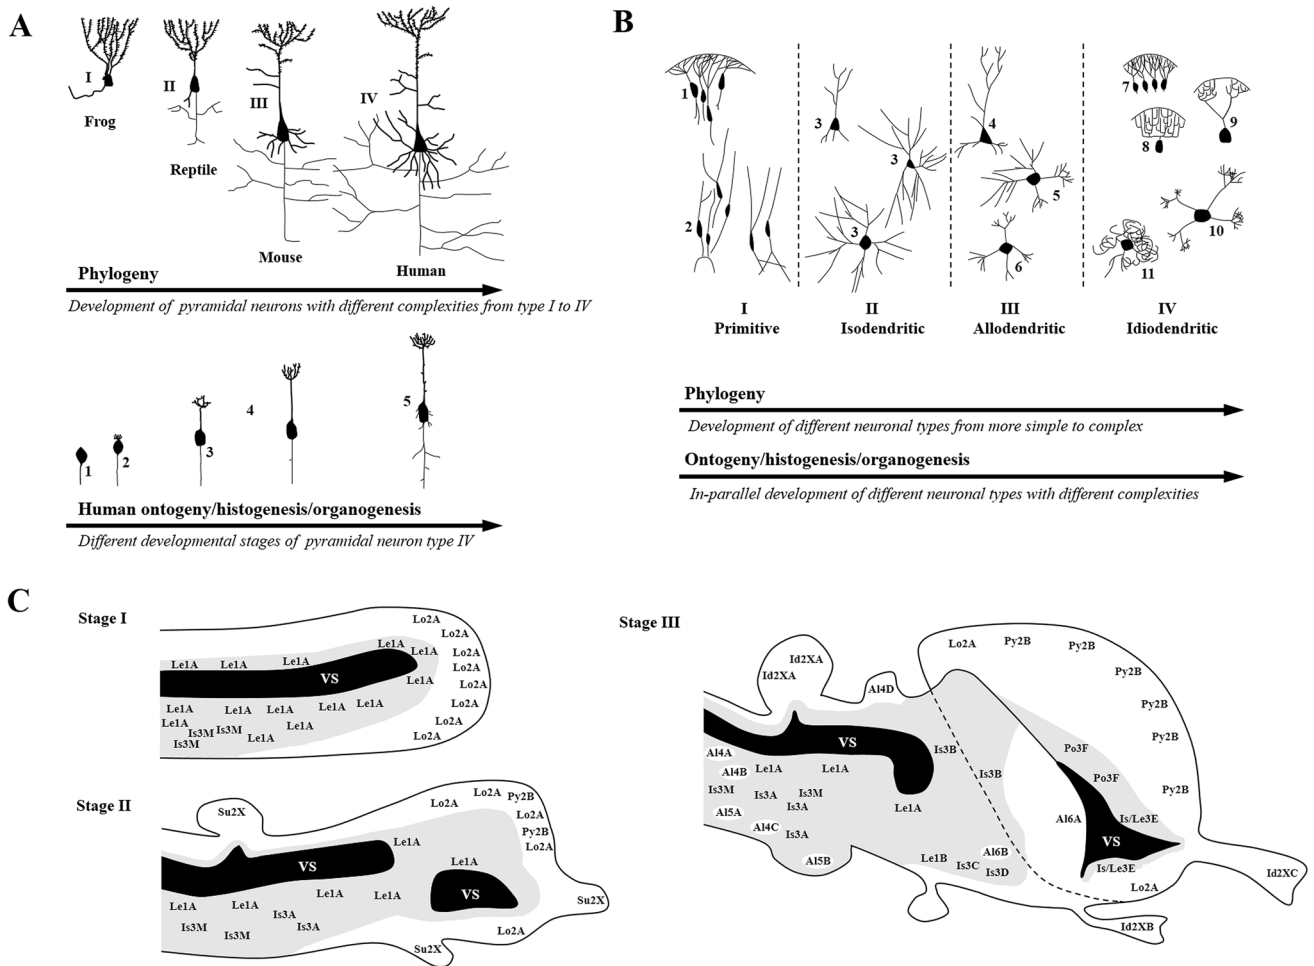 A
I
II
III
IV
Frog
Reptile
Mouse
Human
Phylogeny
Development of pyramidal neurons with different complexities from type I to IV
1
2
3
4
5
Human ontogeny/histogenesis/organogenesis
Different developmental stages of pyramidal neuron type IV
B
1
2
3
3
3
4
5
6
7
8
9
10
11
I
Primitive
II
Isodendritic
III
Allodendritic
IV
Idiodendritic
Phylogeny
Development of different neuronal types from more simple to complex
Ontogeny/histogenesis/organogenesis
In-parallel development of different neuronal types with different complexities
C
Stage I
Lo2A
Lo2A
Le1A
Le1A
Lo2A
Le1A
Le1A
Le1A
Lo2A
VS
Le1A
Lo2A
Le1A
Le1A
Le1A
Le1A
Le1A
Lo2A
Le1A
Is3M
Is3M
Le1A
Le1A
Lo2A
Is3M
Lo2A
Stage II
Su2X
Lo2A
Lo2A
Py2B
Lo2A
Py2B
Lo2A
Le1A
VS
Le1A
VS
Le1A
Le1A
Le1A
Le1A
Is3A
Is3M
Is3M
Is3A
Su2X
Lo2A
Su2X
Stage III
Id2XA
Id2XA
Al4D
Lo2A
Py2B
Py2B
Py2B
Py2B
Py2B
Py2B
VS
Is3B
Is3B
Po3F
Po3F
Al4A
Al4B
Le1A
Le1A
Is3M
Is3A
Is3M
Is3A
Le1A
Al5A
Al4C
Is3A
Al5B
Le1B
Is3C
Al6B
Is3D
Al6A
Is/Le3E
VS
Is/Le3E
Lo2A
Id2XC
Id2XB